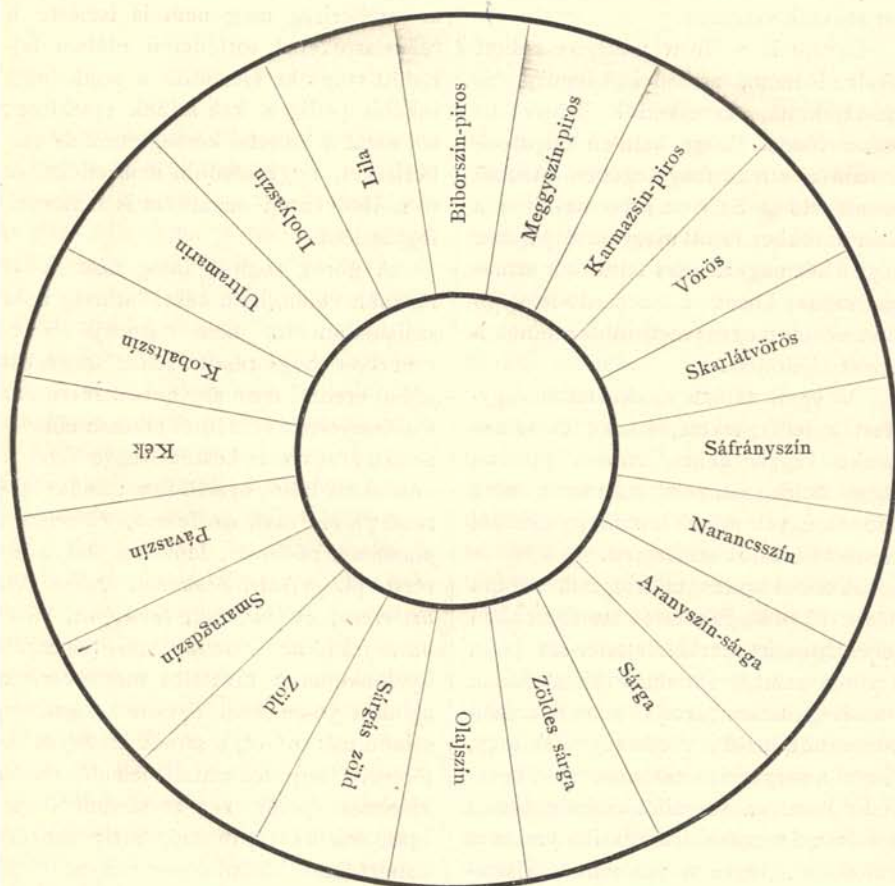 Biborszín-piros
Meggyszín-piros
Karmazsin-piros
Vörös
Skarlátvörös
Sáfrányszín
Narancsszín
Aranyszín-sárga
Sárga
Zöldes sárga
Olajszín
Sárgás zöld
Zöld
Smaragdszín
Pávaszín
Kék
Kobaltszín
Ultramarin
Ibolyaszín
Lila